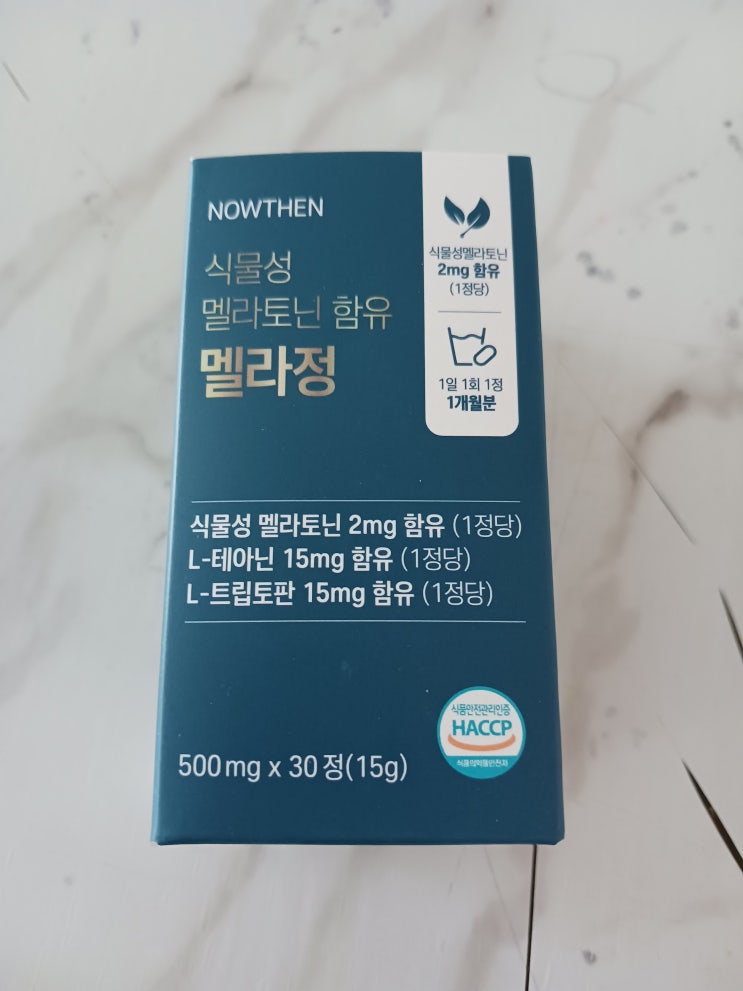 NOWTHEN
식물성
멜라토닌 함유
멜라정
식물성멜라토닌
2mg 함유
(1정당)
1일 1회 1정
1개월분
식물성 멜라토닌 2mg 함유 (1정당)
L-테아닌 15mg 함유 (1정당)
L-트립토판 15mg 함유 (1정당)
500mg x 30정(15g)
식품안전관리인증
HACCP
식품의약품안전처